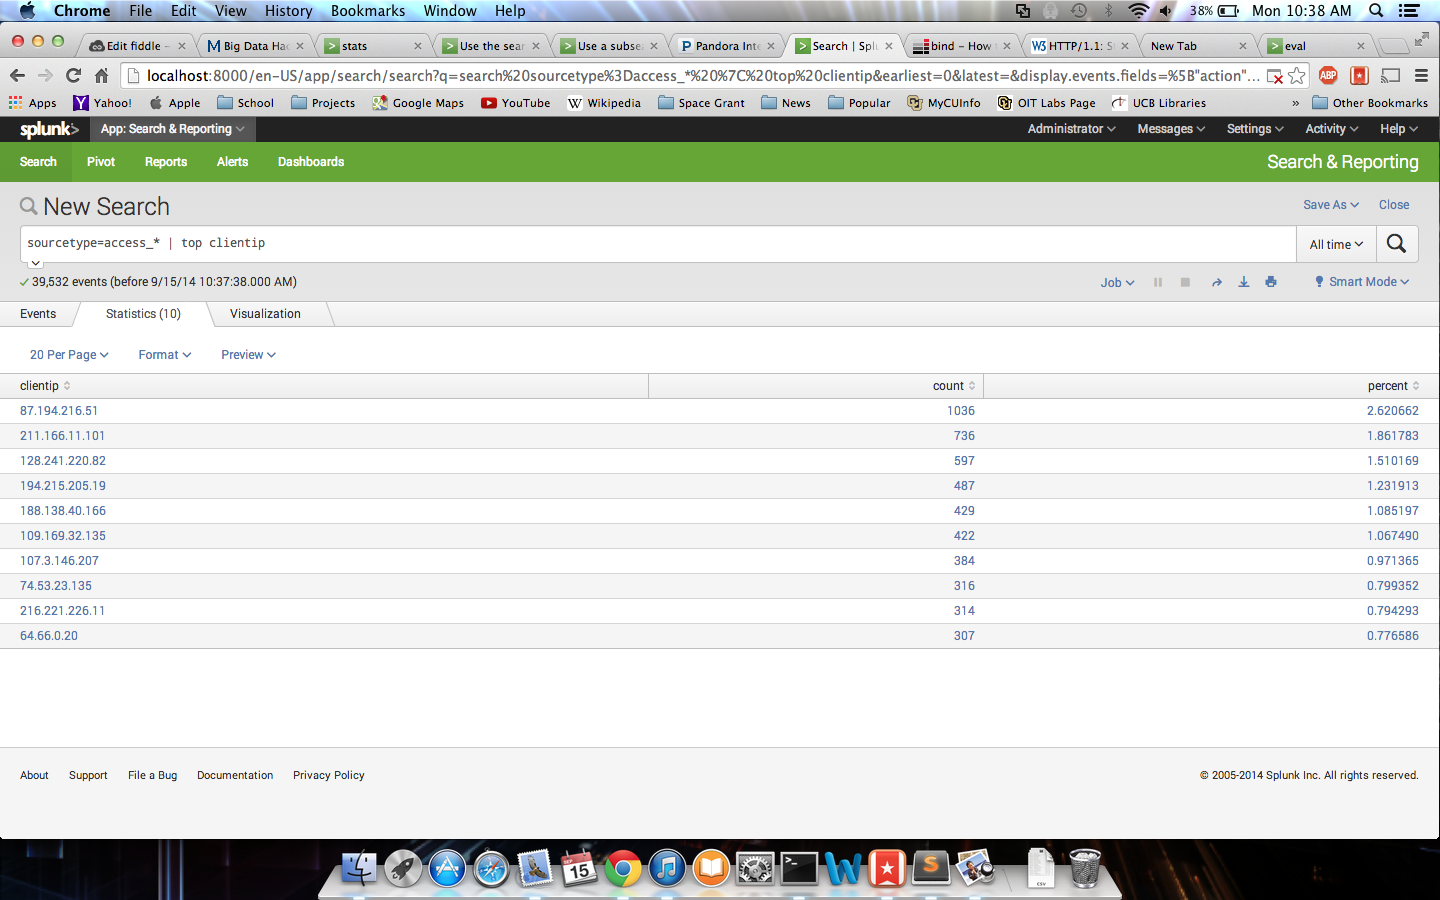 Chrome File Edit View History Bookmarks Window Help 38% Mon 10:38 AM
Edit fiddle - Big Data Ha stats Use the sear Use a subse Pandora Inte Search | Spl bind - How HTTP/1.1: S New Tab eval
localhost:8000/en-US/app/search/search?q=search%20sourcetype%3Daccess_*%20%7C%20top%20clientip&earliest=0&latest=&display.events.fields=%5B"action"...
ABP
Apps Yahoo! Apple School Projects Google Maps YouTube Wikipedia Space Grant News Popular MyCUInfo OIT Labs Page UCB Libraries » Other Bookmarks
splunk> App: Search & Reporting Administrator Messages Settings Activity Help
Search Pivot Reports Alerts Dashboards Search & Reporting
New Search Save As Close
sourcetype=access_* | top clientip All time
39,532 events (before 9/15/14 10:37:38.000 AM) Job Smart Mode
Events Statistics (10) Visualization
20 Per Page Format Preview
clientip count percent
87.194.216.51 1036 2.620662
211.166.11.101 736 1.861783
128.241.220.82 597 1.510169
194.215.205.19 487 1.231913
188.138.40.166 429 1.085197
109.169.32.135 422 1.067490
107.3.146.207 384 0.971365
74.53.23.135 316 0.799352
216.221.226.11 314 0.794293
64.66.0.20 307 0.776586
About Support File a Bug Documentation Privacy Policy © 2005-2014 Splunk Inc. All rights reserved.
SEP
15
CSV